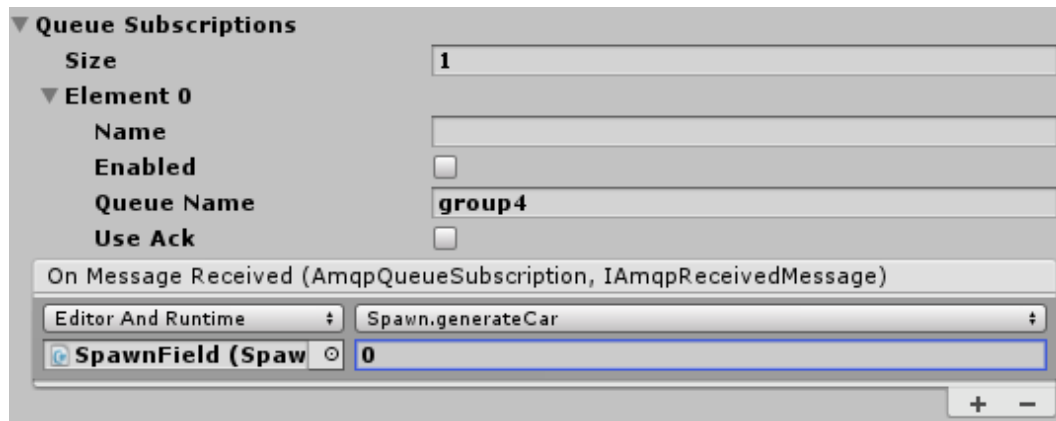 Queue Subscriptions
Size 1
Element 0
Name
Enabled
Queue Name group4
Use Ack
On Message Received (AmqpQueueSubscription, IAmqpReceivedMessage)
Editor And Runtime Spawn.generateCar
SpawnField (Spaw 0
+ −